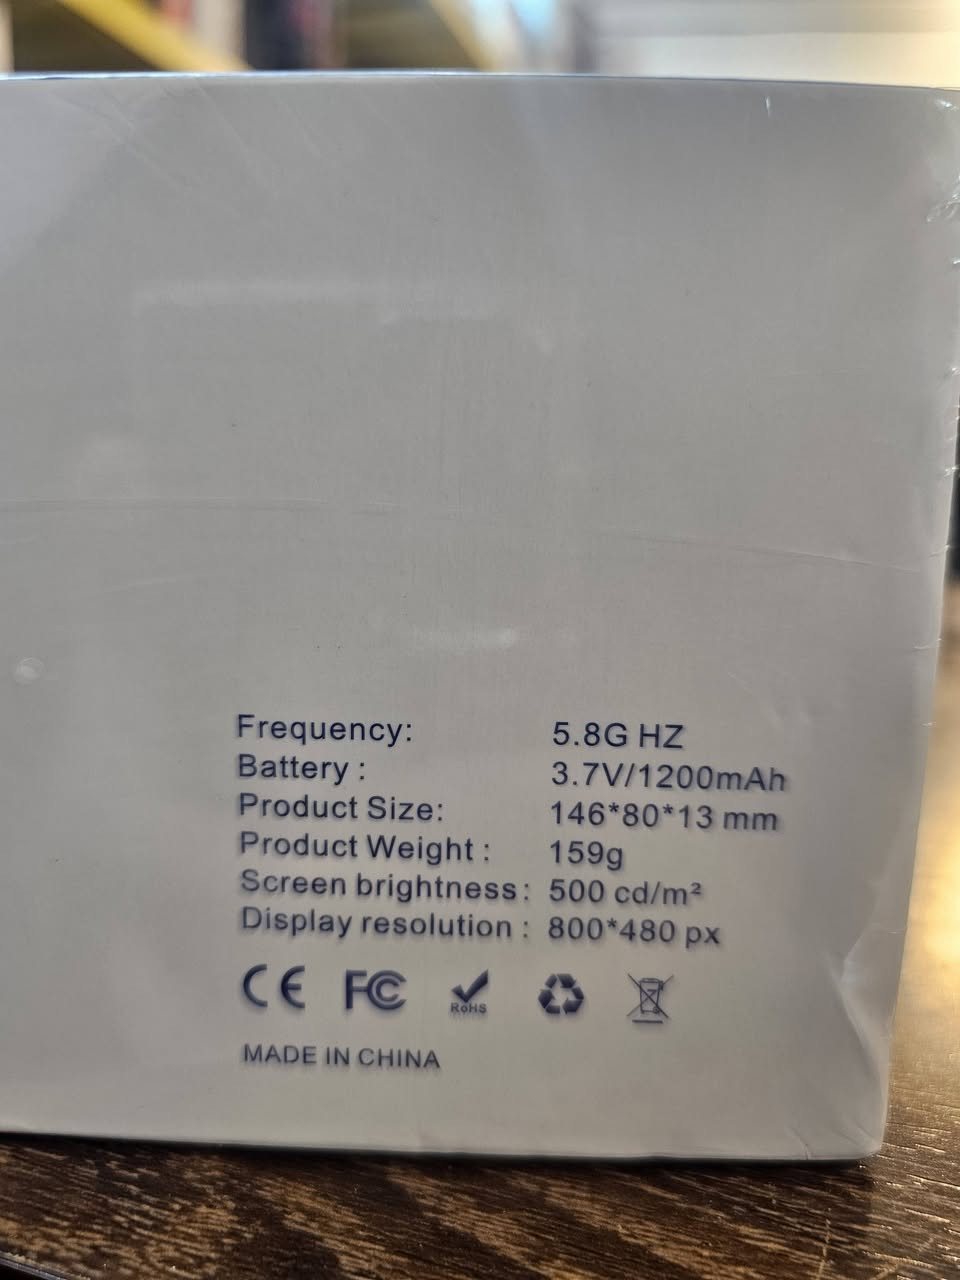 Frequency: 5.8G HZ
Battery : 3.7V/1200mAh
Product Size: 146*80*13 mm
Product Weight : 159g
Screen brightness : 500 cd/m²
Display resolution : 800*480 px
CE FC RoHS
MADE IN CHINA